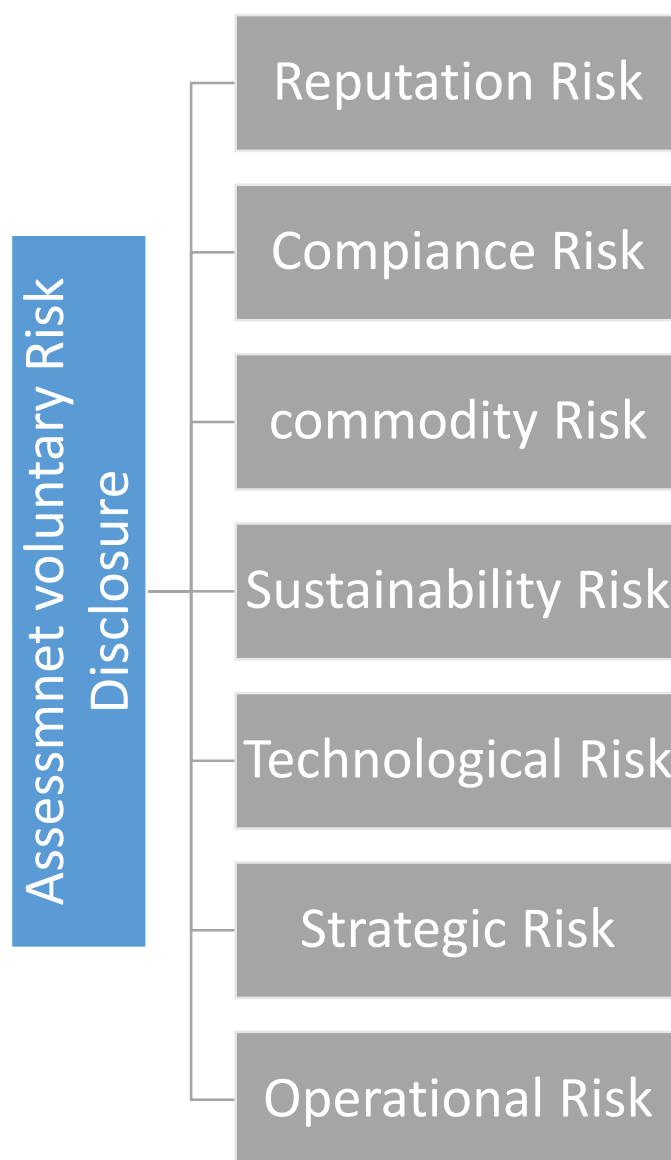 Assessmnet voluntary Risk
Disclosure
Reputation Risk
Compiance Risk
commodity Risk
Sustainability Risk
Technological Risk
Strategic Risk
Operational Risk